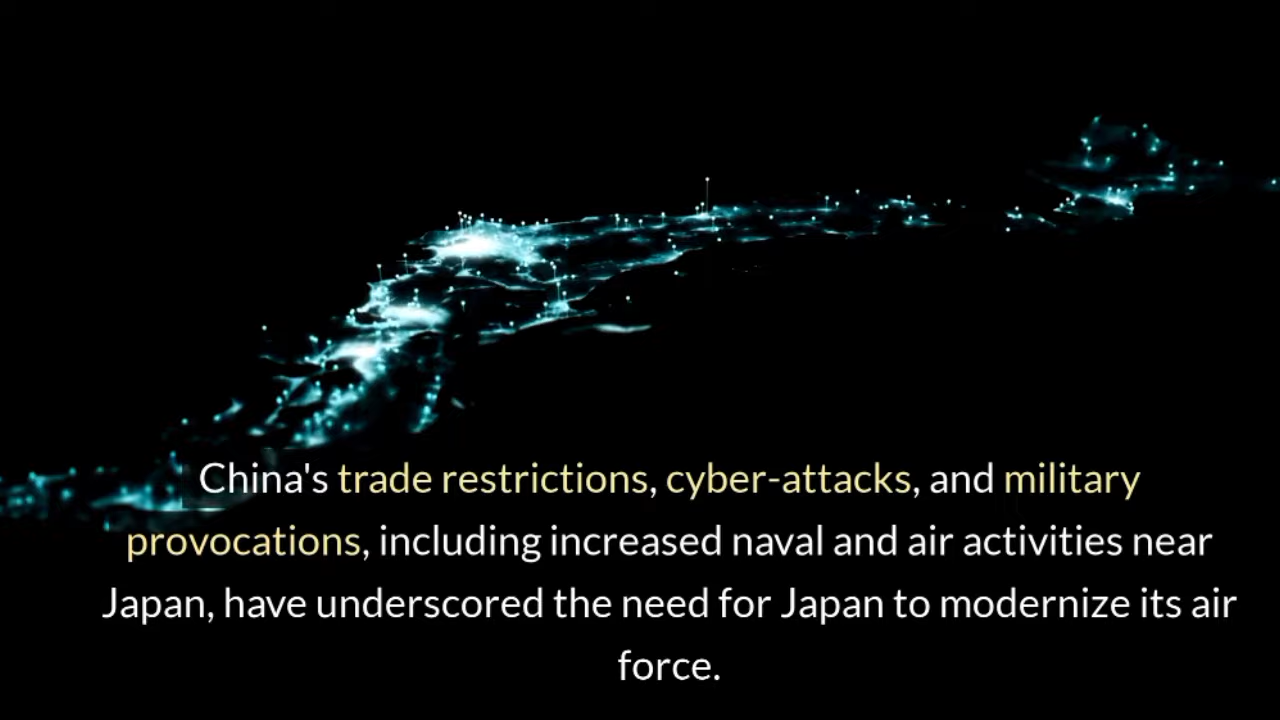 China's trade restrictions, cyber-attacks, and military
provocations, including increased naval and air activities near
Japan, have underscored the need for Japan to modernize its air
force.